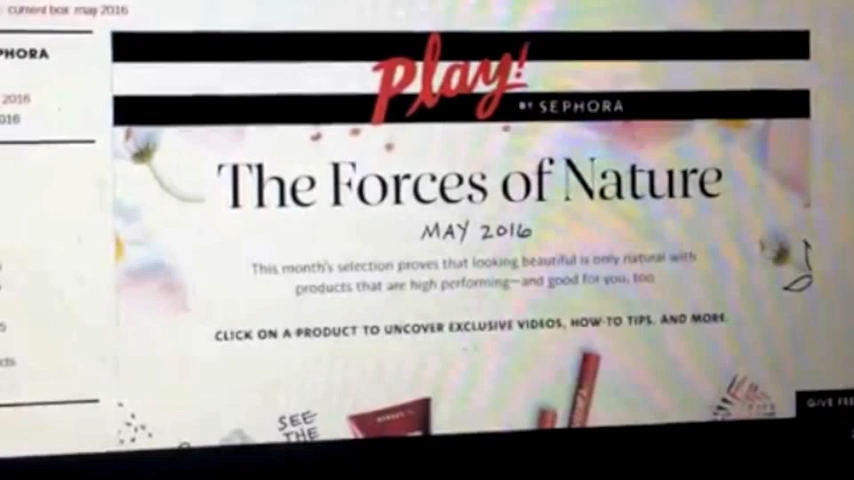 current box: may 2016
PHORA
2016
016
Play!
BY SEPHORA
The Forces of Nature
MAY 2016
This month's selection proves that looking beautiful is only natural with
products that are high performing—and good for you, too
CLICK ON A PRODUCT TO UNCOVER EXCLUSIVE VIDEOS, HOW-TO TIPS, AND MORE.
SEE
THE
GIVE FEE